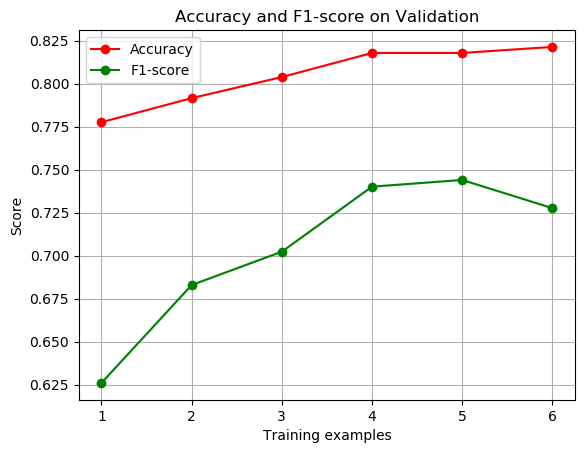 Accuracy and F1-score on Validation
Accuracy
F1-score
0.825
0.800
0.775
0.750
0.725
0.700
0.675
0.650
0.625
Score
1 2 3 4 5 6
Training examples